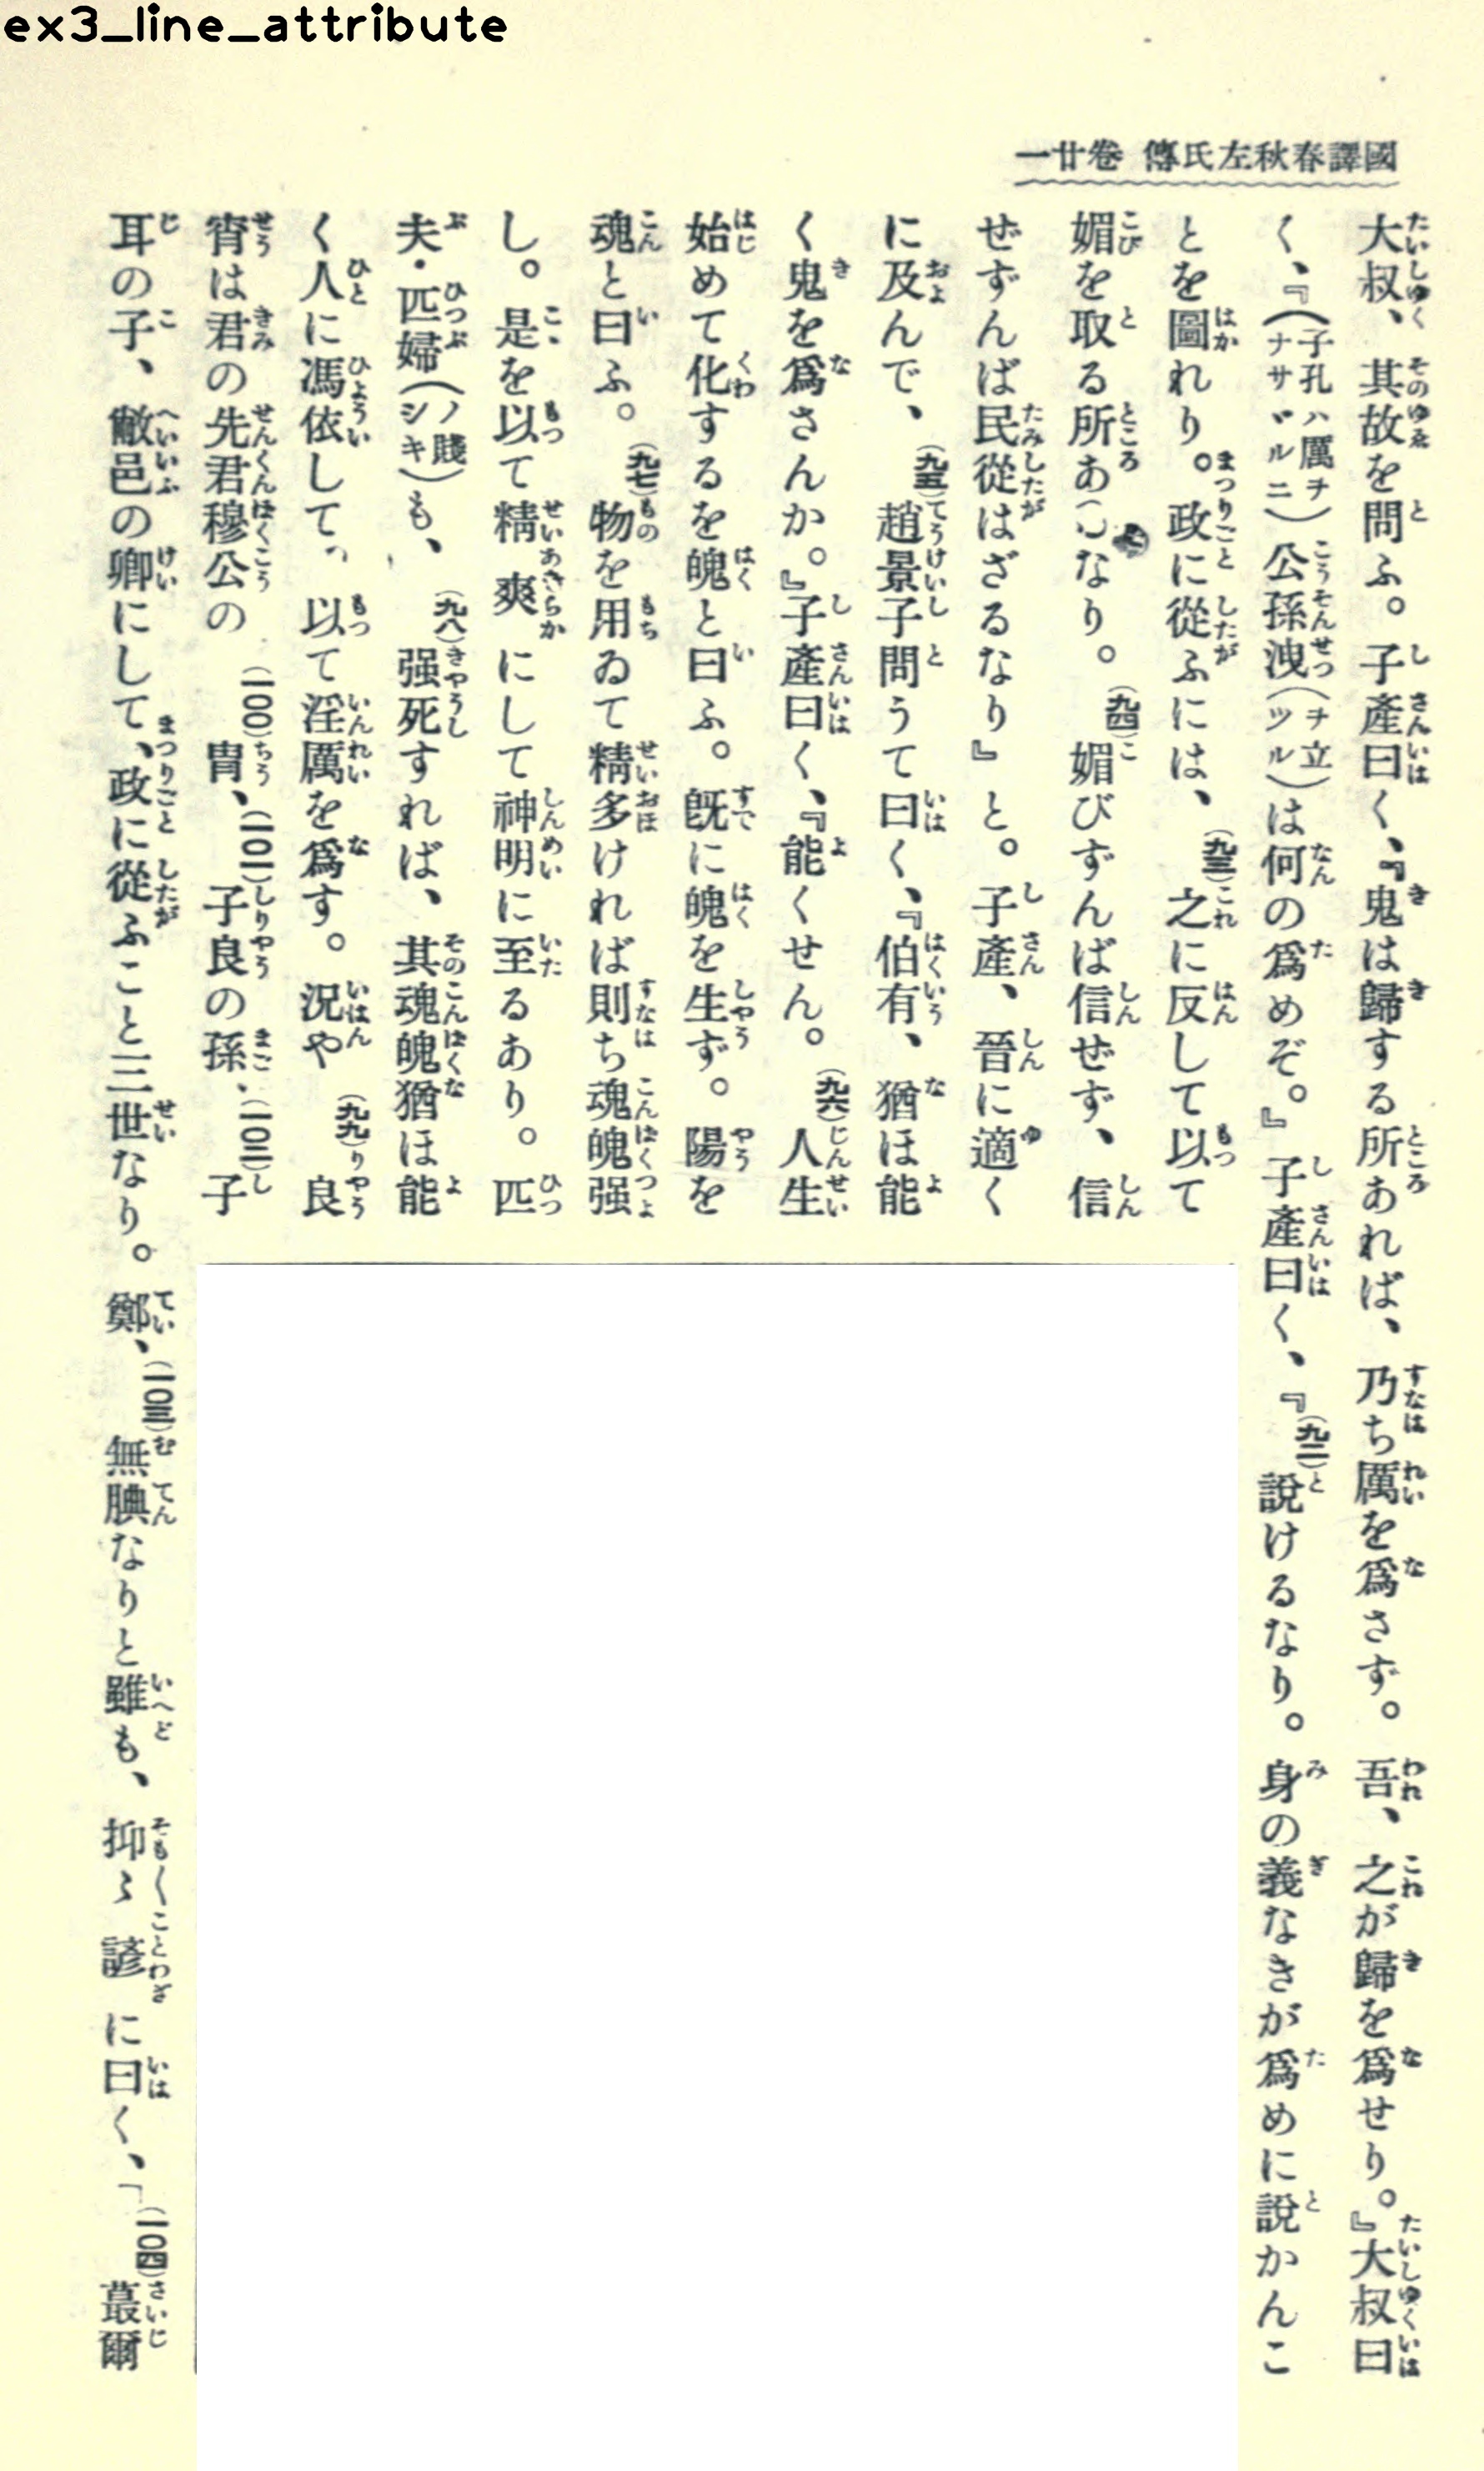 ex3_line_attribute
國譯春秋左氏傳 卷廿一
大叔、其故を問ふ。子產曰く、『鬼は歸する所あれば、乃ち厲を爲さず。吾、之が歸を爲せり。』大叔曰
く、『(子孔ハ厲ヲナサヾルニ)公孫洩(ヲ立ツル)は何の爲めぞ。』子產曰く、『(九二)說けるなり。身の義なきが爲めに說かんこ
とを圖れり。政に從ふには、(九三)之に反して以て
媚を取る所あ なり。(九四)媚びずんば信ぜず、信
ぜずんば民從はざるなり』と。子產、晉に適く
に及んで、(九五)趙景子問うて曰く、『伯有、猶ほ能
く鬼を爲さんか。』子產曰く、『能くせん。(九六)人生
始めて化するを魄と曰ふ。旣に魄を生ず。陽を
魂と曰ふ。(九七)物を用ゐて精多ければ則ち魂魄强
し。是を以て精爽にして神明に至るあり。匹
夫・匹婦(ノ賤シキ)も、(九八)强死すれば、其魂魄猶ほ能
く人に馮依して、以て淫厲を爲す。況や(九九)良
霄は君の先君穆公の(一〇〇)冑、(一〇一)子良の孫、(一〇二)子
耳の子、敝邑の卿にして、政に從ふこと三世なり。鄭、(一〇三)無腆なりと雖も、抑〻諺に曰く、「(一〇四)蕞爾